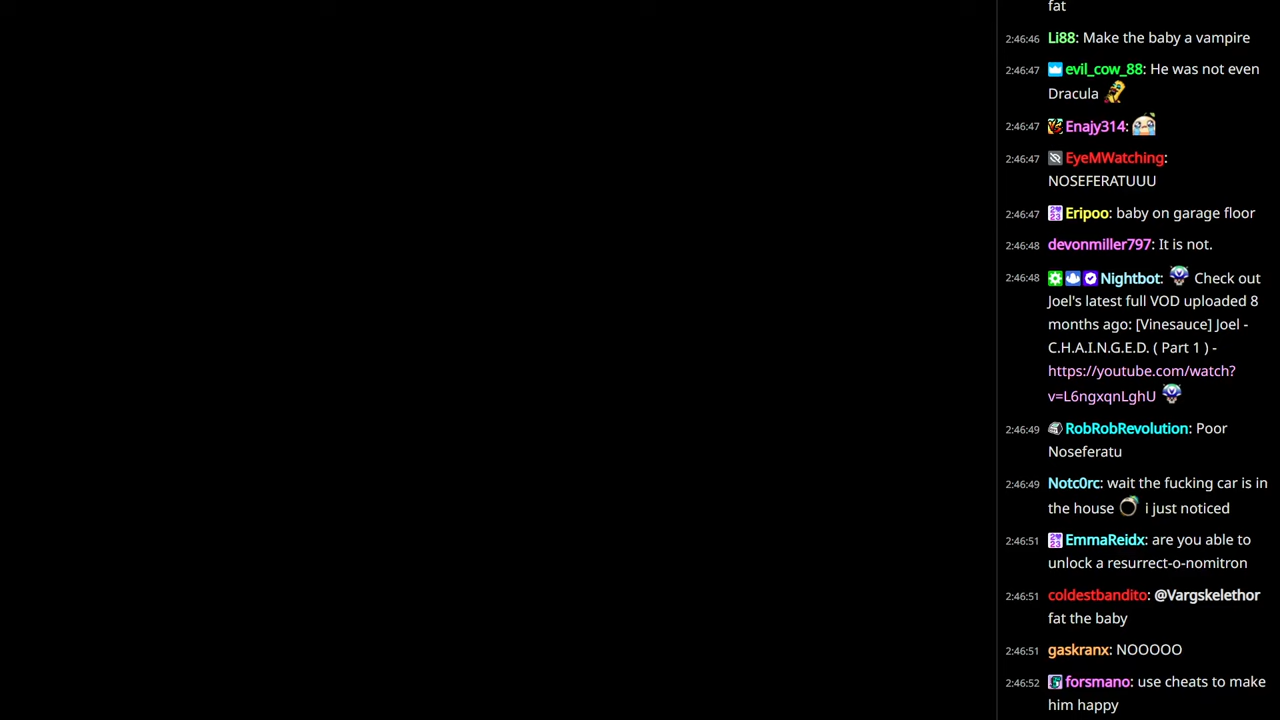 fat
2:46:46 Li88: Make the baby a vampire
2:46:47 evil_cow_88: He was not even
Dracula
2:46:47 Enajy314:
2:46:47 EyeMWatching:
NOSEFERATUUU
2:46:47 Eripoo: baby on garage floor
2:46:48 devonmiller797: It is not.
2:46:48 Nightbot: Check out
Joel's latest full VOD uploaded 8
months ago: [Vinesauce] Joel -
C.H.A.I.N.G.E.D. ( Part 1 ) -
https://youtube.com/watch?
v=L6ngxqnLghU
2:46:49 RobRobRevolution: Poor
Noseferatu
2:46:49 Notc0rc: wait the fucking car is in
the house i just noticed
2:46:51 EmmaReidx: are you able to
unlock a resurrect-o-nomitron
2:46:51 coldestbandito: @Vargskelethor
fat the baby
2:46:51 gaskranx: NOOOOO
2:46:52 forsmano: use cheats to make
him happy